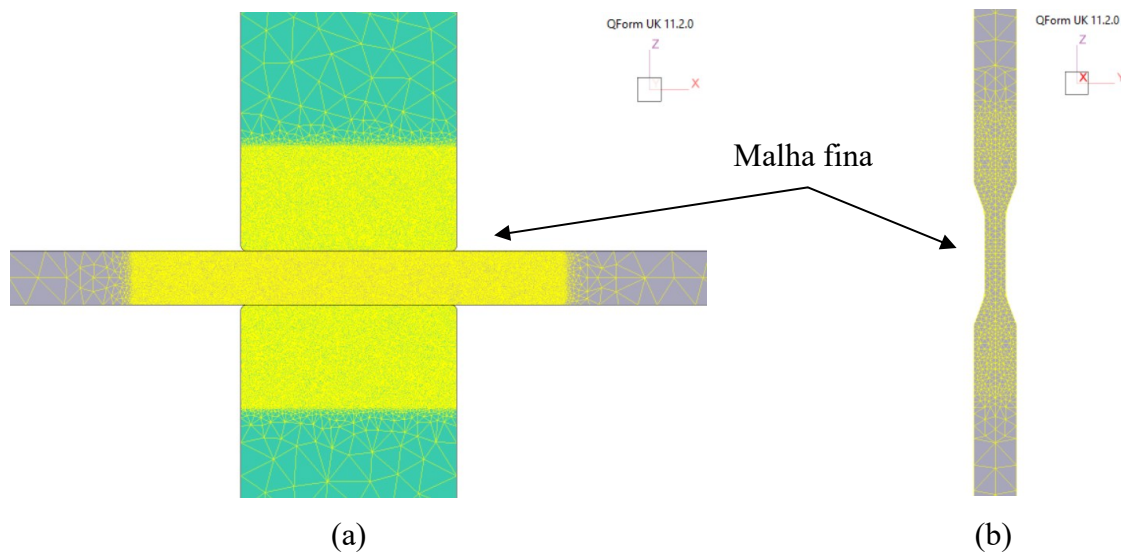 QForm UK 11.2.0
Z
X
QForm UK 11.2.0
Z
X
Y
Malha fina
(a)
(b)